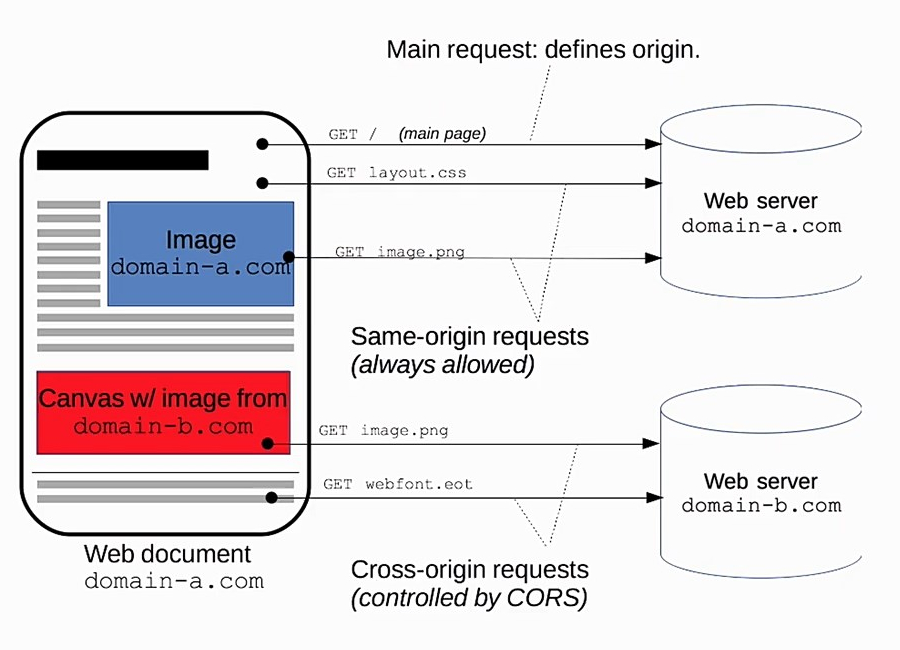 Main request: defines origin.
GET / (main page)
GET layout.css
Web server
domain-a.com
Image
domain-a.com
GET image.png
Same-origin requests
(always allowed)
Canvas w/ image from
domain-b.com
GET image.png
GET webfont.eot
Web server
domain-b.com
Web document
domain-a.com
Cross-origin requests
(controlled by CORS)